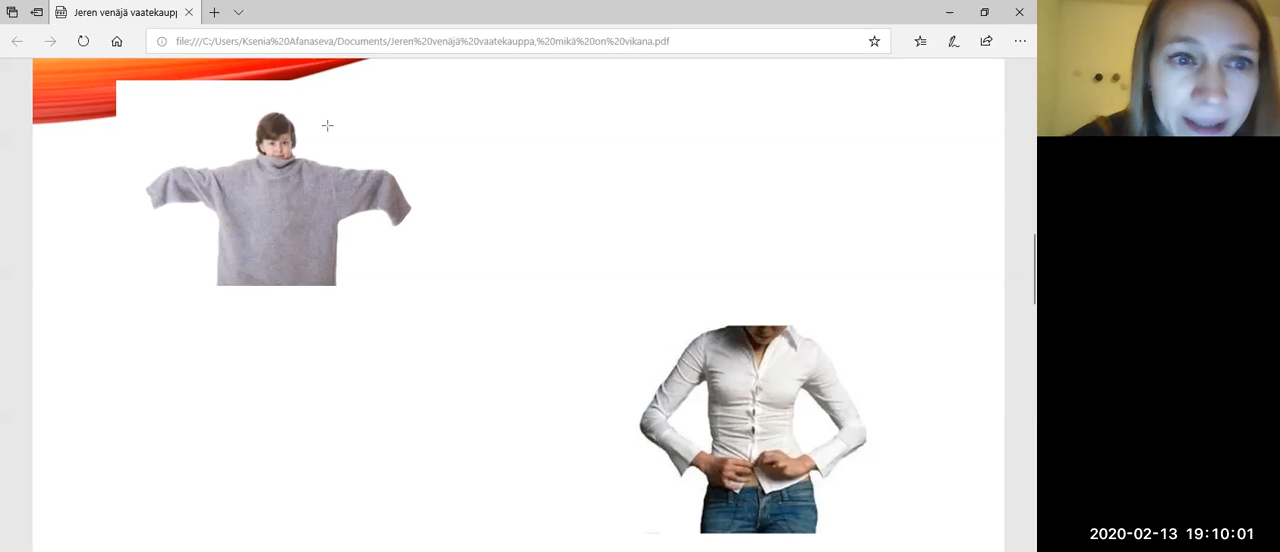 Jeren venäjä vaatekaupp
file:///C:/Users/Ksenia%20Afanaseva/Documents/Jeren%20venäjä%20vaatekauppa,%20mikä%20on%20vikana.pdf
2020-02-13 19:10:01